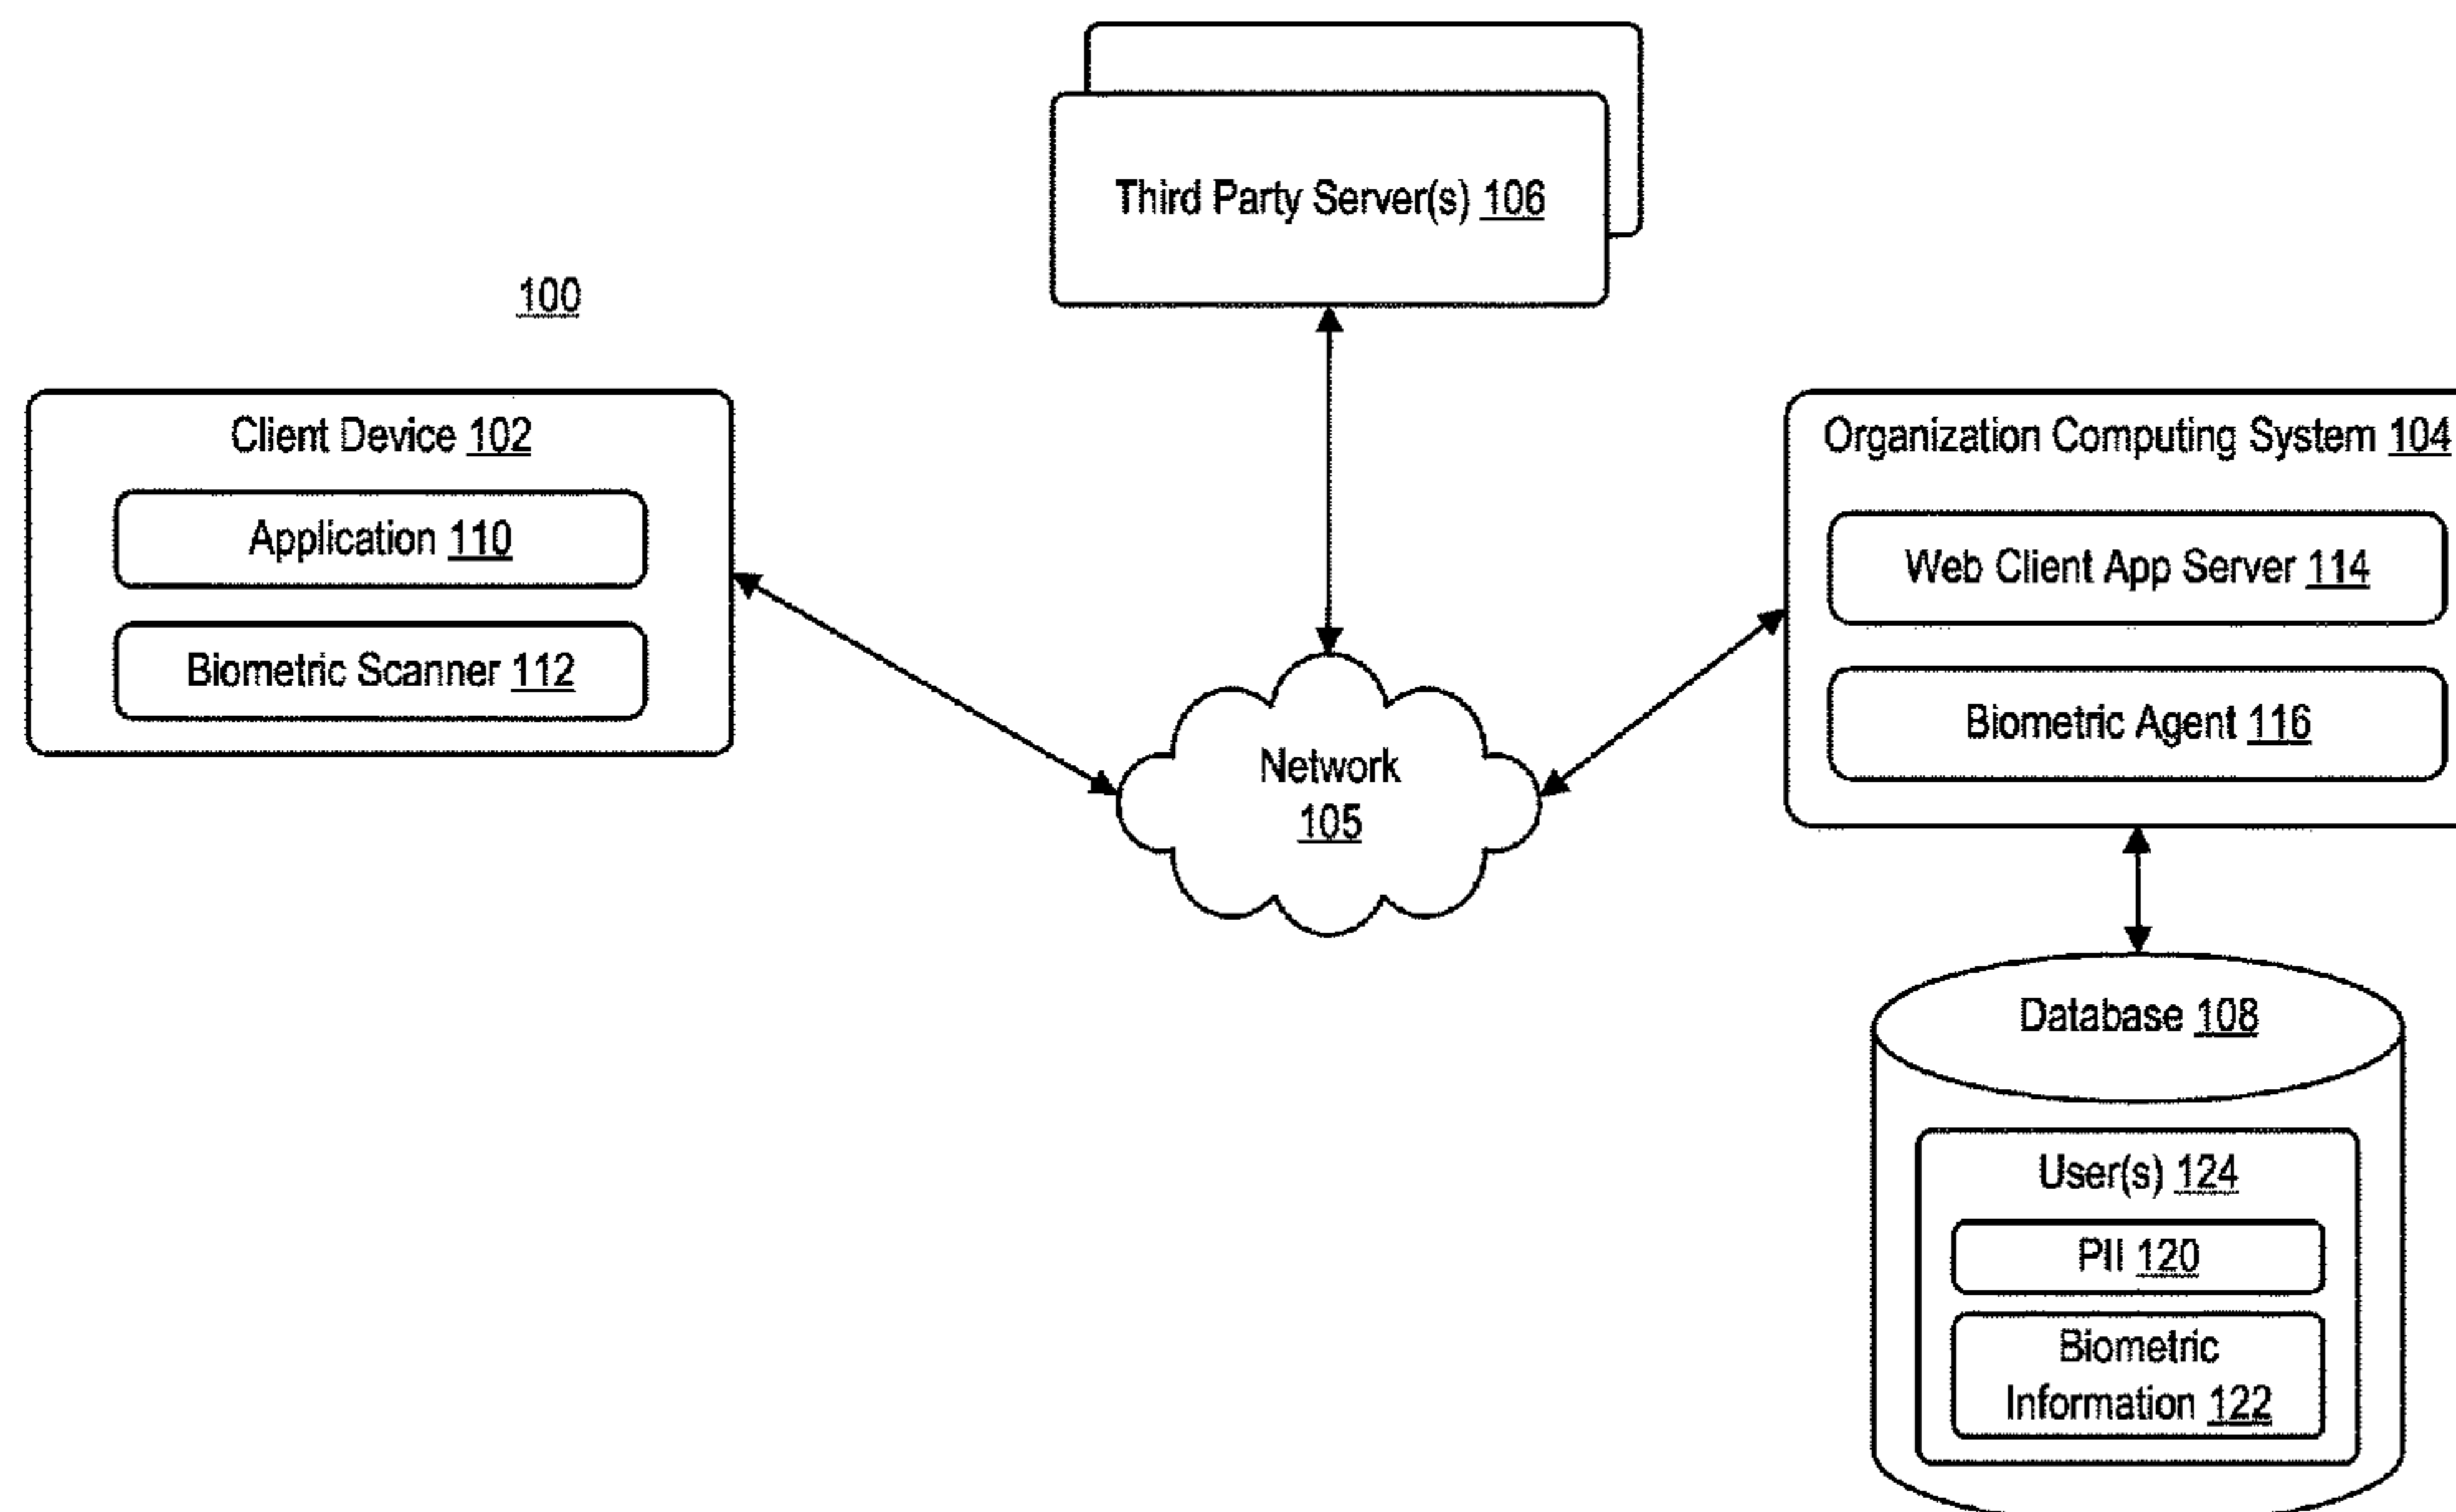 Third Party Server(s) 106
100
Client Device 102
Application 110
Biometric Scanner 112
Network
105
Organization Computing System 104
Web Client App Server 114
Biometric Agent 116
Database 108
User(s) 124
PII 120
Biometric
Information 122